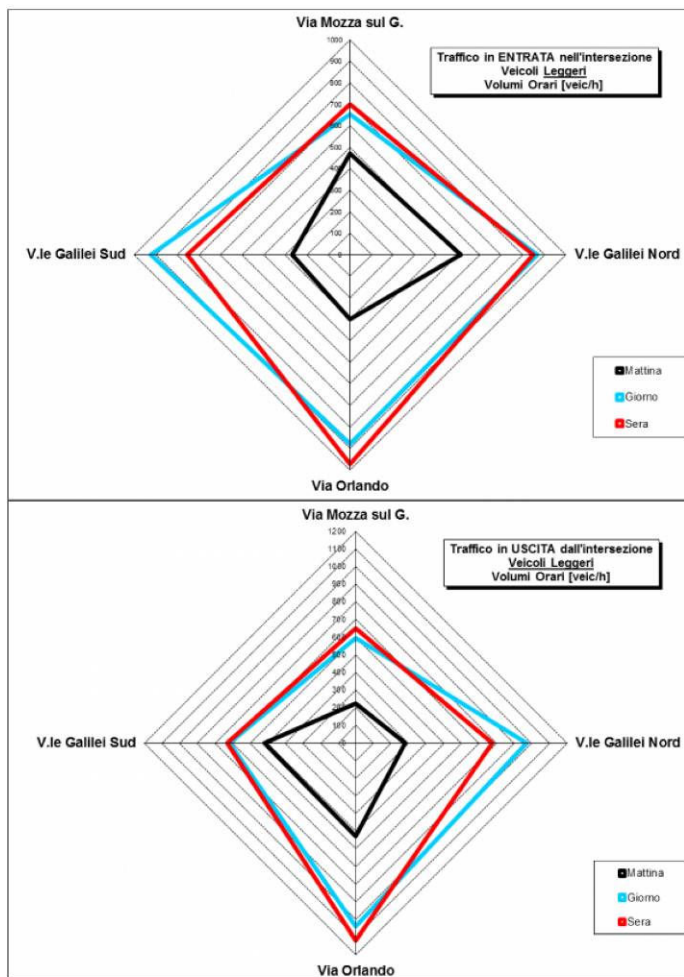 Via Mozza sul G.
Traffico in ENTRATA nell'intersezione
Veicoli Leggeri
Volumi Orari [veic/h]
1000
900
800
700
600
500
400
300
200
100
0
V.le Galilei Sud
V.le Galilei Nord
Mattina
Giorno
Sera
Via Orlando
Via Mozza sul G.
Traffico in USCITA dall'intersezione
Veicoli Leggeri
Volumi Orari [veic/h]
1200
1100
1000
900
800
700
600
500
400
300
200
100
0
V.le Galilei Sud
V.le Galilei Nord
Mattina
Giorno
Sera
Via Orlando